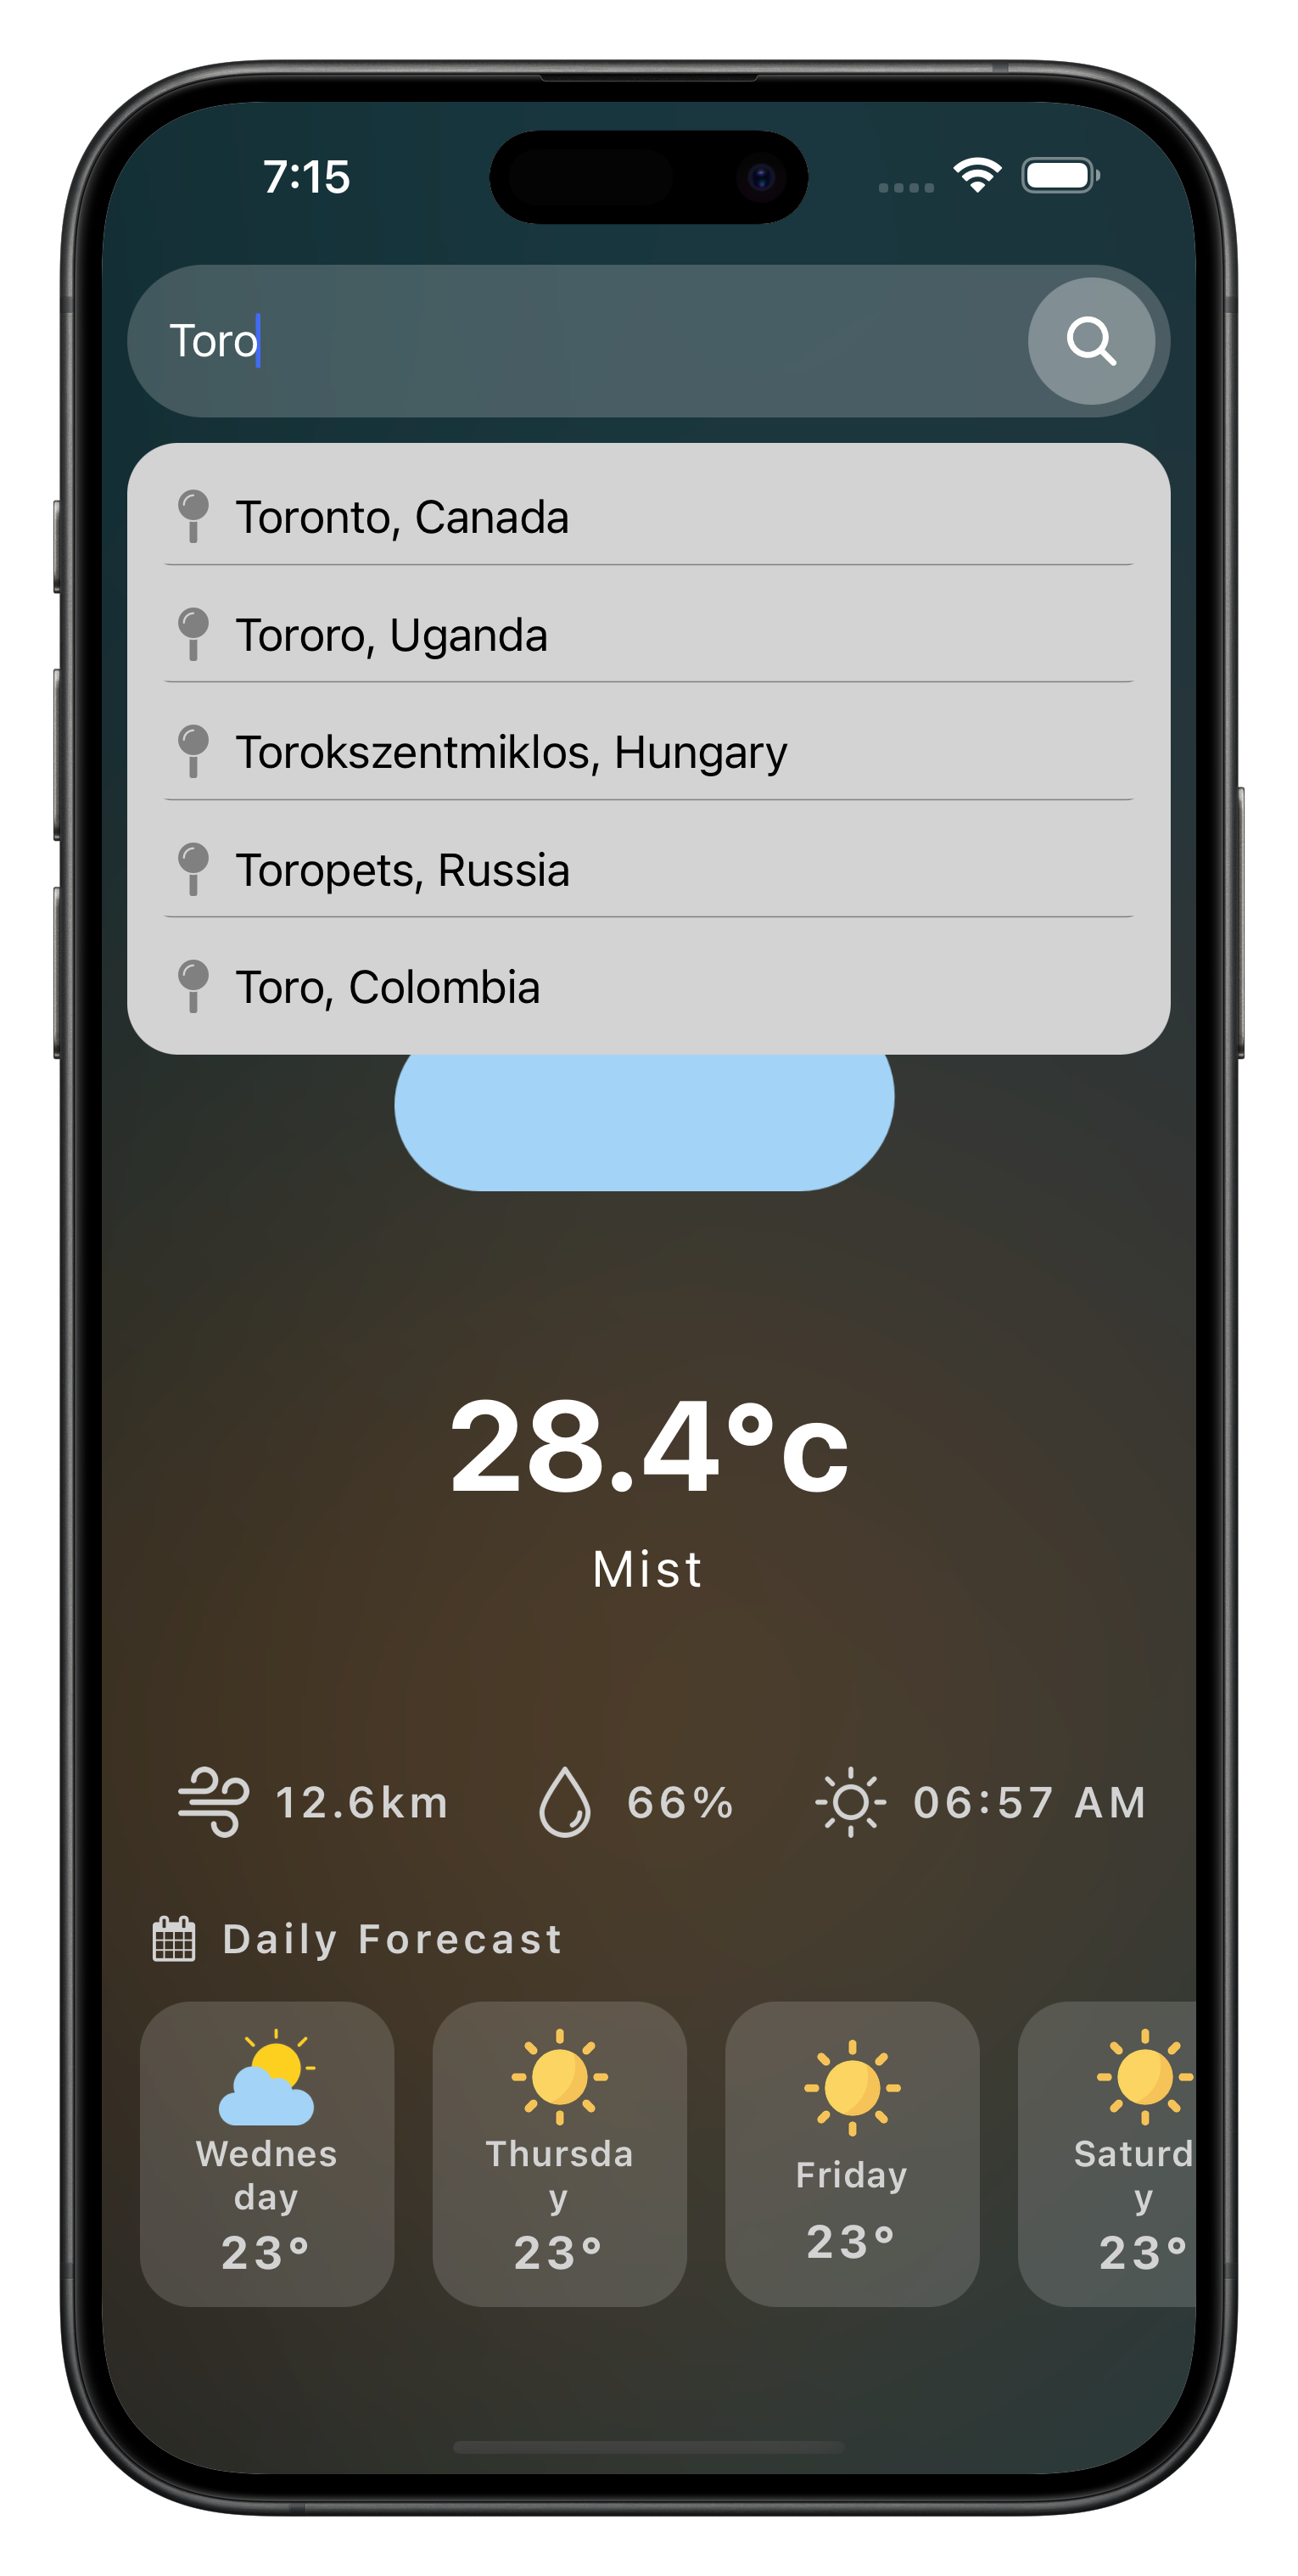 7:15
Toro
Toronto, Canada
Tororo, Uganda
Torokszentmiklos, Hungary
Toropets, Russia
Toro, Colombia
28.4°c
Mist
12.6km 66% 06:57 AM
Daily Forecast
Wednes
day
23°
Thursda
y
23°
Friday
23°
Saturd
y
23°